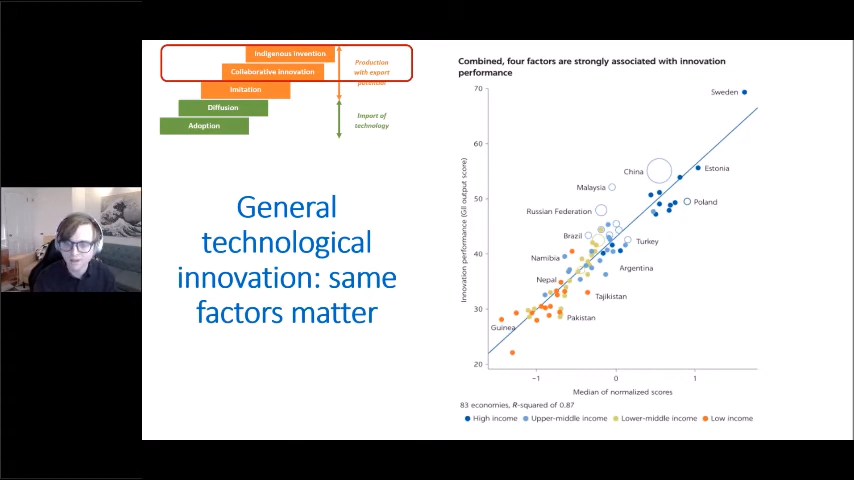 Indigenous Invention
Collaborative Innovation
Imitation
Diffusion
Adoption
Production
with export
potential
Import of
technology
General
technological
innovation: same
factors matter
Combined, four factors are strongly associated with innovation
performance
Innovation performance (GII output score)
70
60
50
40
30
20
Sweden
China
Estonia
Malaysia
Poland
Russian Federation
Brazil
Turkey
Namibia
Argentina
Nepal
Tajikistan
Pakistan
Guinea
−1
0
1
Median of normalized scores
83 economies, R-squared of 0.87
High income
Upper-middle income
Lower-middle income
Low income